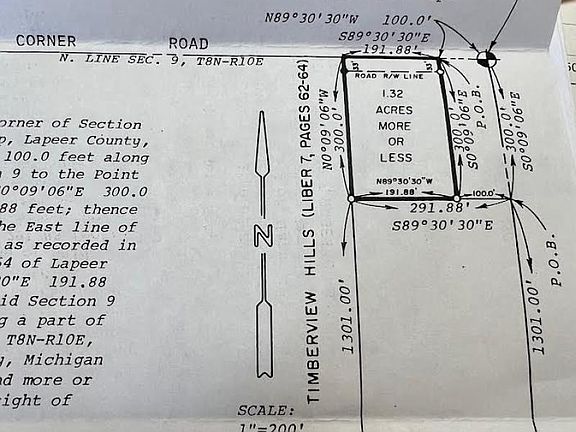 N89°30'30"W 100.0'
S89°30'30"E
191.88'
CORNER ROAD
N. LINE SEC. 9, T8N-R10E
33' 33'
ROAD R/W LINE
1.32
ACRES
MORE
OR
LESS
N0°09'06"W
300.0'
300.0'
S0°09'06"E
P.O.B.
300.0'
S0°09'06"E
N89°30'30"W
191.88'
100.0'
291.88'
S89°30'30"E
P.O.B.
1301.00'
1301.00'
TIMBERVIEW HILLS (LIBER 7, PAGES 62-64)
N
orner of Section
p, Lapeer County,
100.0 feet along
9 to the Point
0°09'06"E 300.0
88 feet; thence
he East line of
as recorded in
64 of Lapeer
0"E 191.88
id Section 9
g a part of
T8N-R10E,
y, Michigan
nd more or
ight of
SCALE:
1"=200'